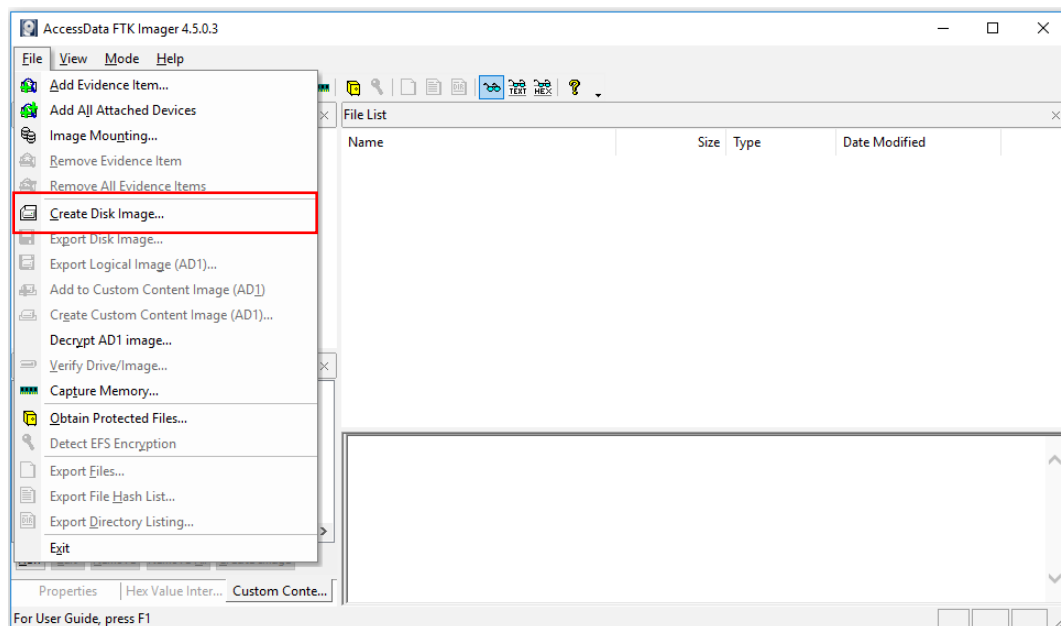 AccessData FTK Imager 4.5.0.3
File View Mode Help
Add Evidence Item...
Add All Attached Devices
Image Mounting...
Remove Evidence Item
Remove All Evidence Items
Create Disk Image...
Export Disk Image...
Export Logical Image (AD1)...
Add to Custom Content Image (AD1)
Create Custom Content Image (AD1)...
Decrypt AD1 image...
Verify Drive/Image...
Capture Memory...
Obtain Protected Files...
Detect EFS Encryption
Export Files...
Export File Hash List...
Export Directory Listing...
Exit
TEXT HEX
File List
Name Size Type Date Modified
Properties Hex Value Inter... Custom Conte...
For User Guide, press F1